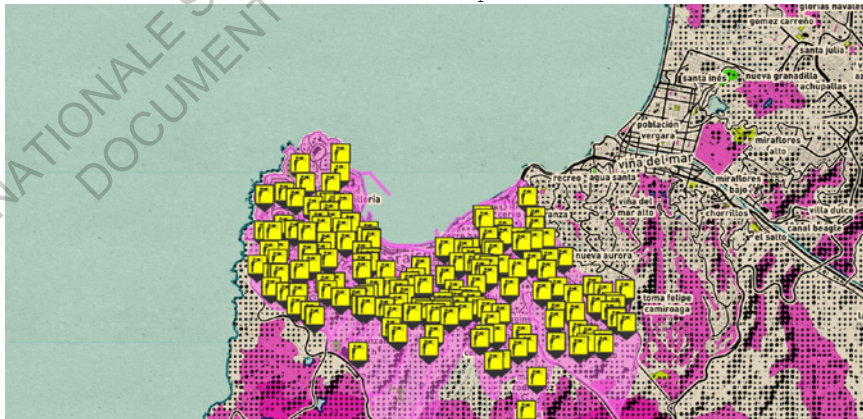 glorias navales
gomez carreño
santa julia
santa inés
nueva granadilla
achupallas
población
vergara
miraflores
alto
viña del mar
recreo
agua santa
miraflores
bajo
viña del
mar alto
chorrillos
villa dulce
canal beagle
el salto
nueva aurora
toma felipe
camiroaga
NATIONALE S
DOCUMENT